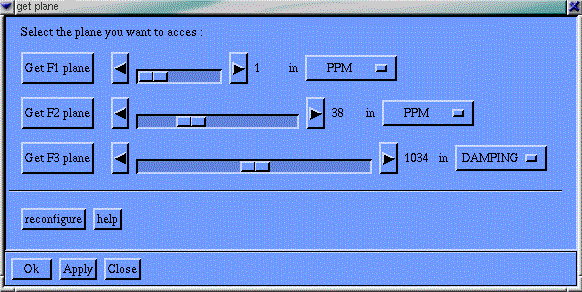 get plane
Select the plane you want to acces :
Get F1 plane 1 in PPM
Get F2 plane 38 in PPM
Get F3 plane 1034 in DAMPING
reconfigure help
Ok Apply Close